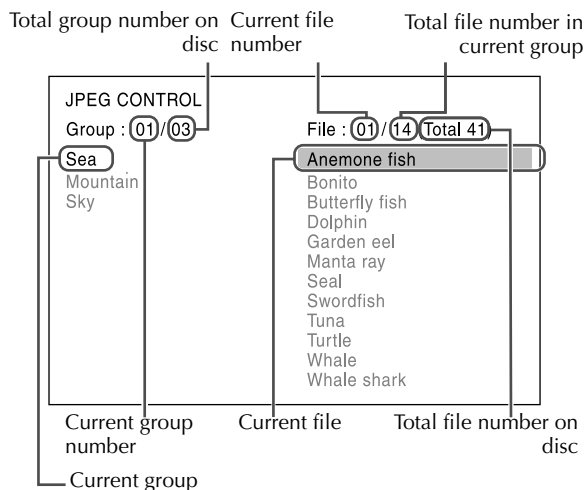 Total group number on disc
Current file number
Total file number in current group
JPEG CONTROL
Group : 01/03
File : 01/14 Total 41
Sea
Mountain
Sky
Anemone fish
Bonito
Butterfly fish
Dolphin
Garden eel
Manta ray
Seal
Swordfish
Tuna
Turtle
Whale
Whale shark
Current group number
Current file
Total file number on disc
Current group